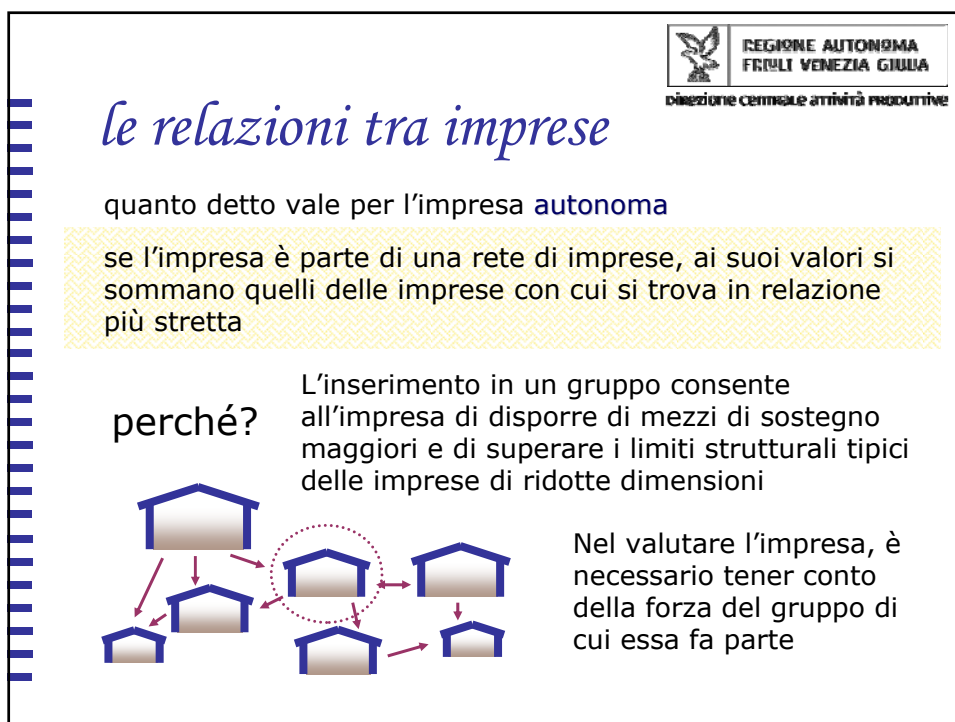 REGIONE AUTONOMA
FRIULI VENEZIA GIULIA
Direzione centrale attività produttive
le relazioni tra imprese
quanto detto vale per l’impresa autonoma
se l’impresa è parte di una rete di imprese, ai suoi valori si
sommano quelli delle imprese con cui si trova in relazione
più stretta
perché?
L’inserimento in un gruppo consente
all’impresa di disporre di mezzi di sostegno
maggiori e di superare i limiti strutturali tipici
delle imprese di ridotte dimensioni
Nel valutare l’impresa, è
necessario tener conto
della forza del gruppo di
cui essa fa parte